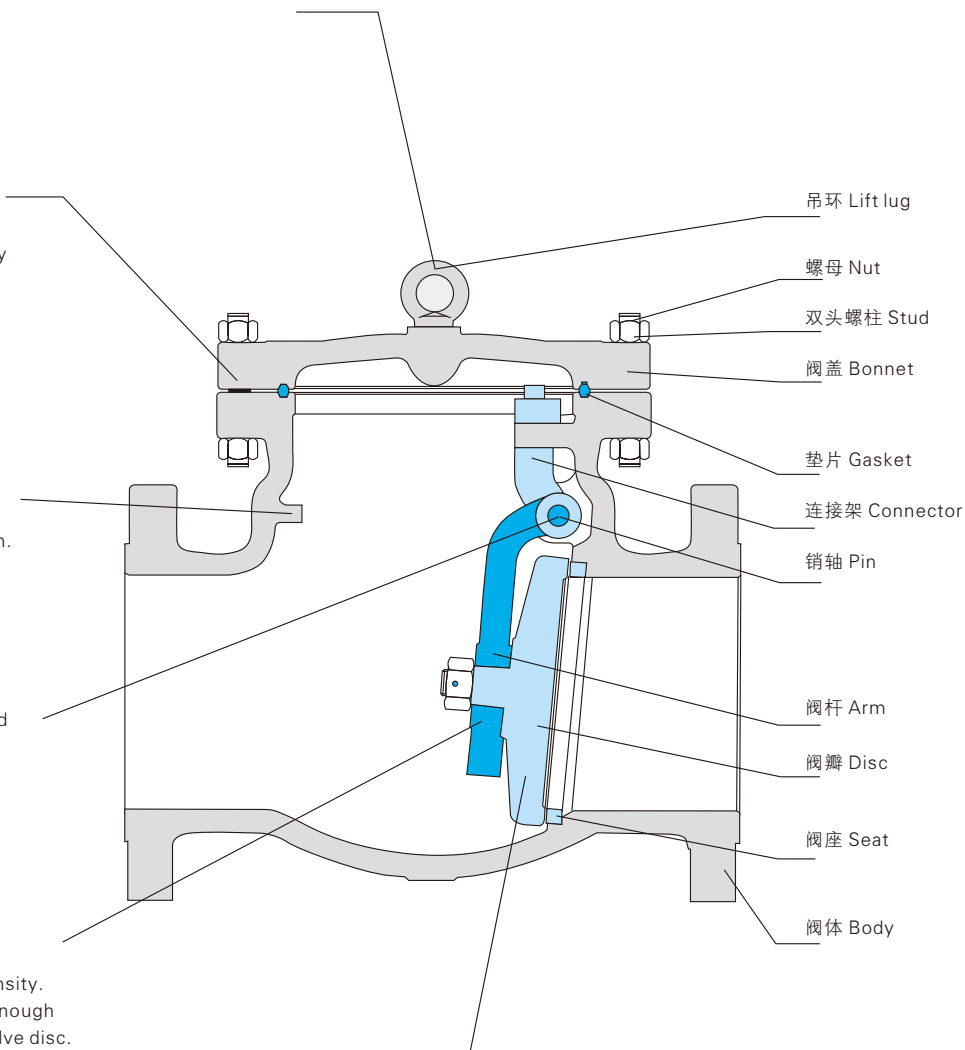 吊环 Lift lug
螺母 Nut
双头螺柱 Stud
阀盖 Bonnet
垫片 Gasket
连接架 Connector
销轴 Pin
阀杆 Arm
阀瓣 Disc
阀座 Seat
阀体 Body
nsity.
nough
lve disc.